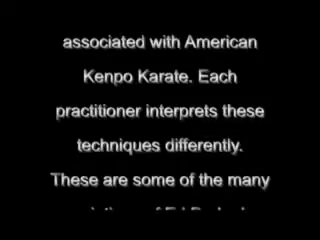 associated with American
Kenpo Karate. Each
practitioner interprets these
techniques differently.
These are some of the many